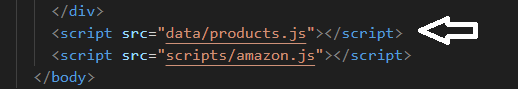 </div>
<script src="data/products.js"></script>
<script src="scripts/amazon.js"></script>
</body>